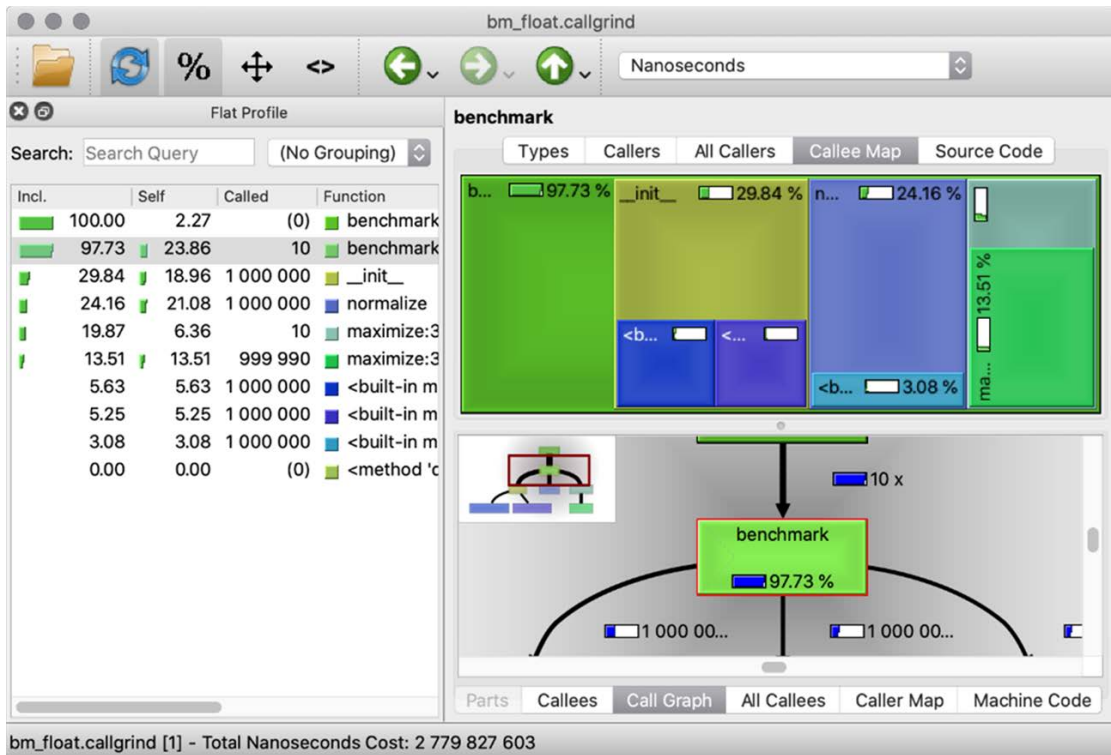 bm_float.callgrind
% <> Nanoseconds
Flat Profile
Search: Search Query (No Grouping)
Incl. Self Called Function
100.00 2.27 (0) benchmark
97.73 23.86 10 benchmark
29.84 18.96 1 000 000 __init__
24.16 21.08 1 000 000 normalize
19.87 6.36 10 maximize:3
13.51 13.51 999 990 maximize:3
5.63 5.63 1 000 000 <built-in m
5.25 5.25 1 000 000 <built-in m
3.08 3.08 1 000 000 <built-in m
0.00 0.00 (0) <method 'd
benchmark
Types Callers All Callers Callee Map Source Code
b... 97.73 % __init__ 29.84 % n... 24.16 %
ma... 13.51 %
<b... <... <b... 3.08 %
10 x
benchmark
97.73 %
1 000 00... 1 000 00...
Parts Callees Call Graph All Callees Caller Map Machine Code
bm_float.callgrind [1] - Total Nanoseconds Cost: 2 779 827 603